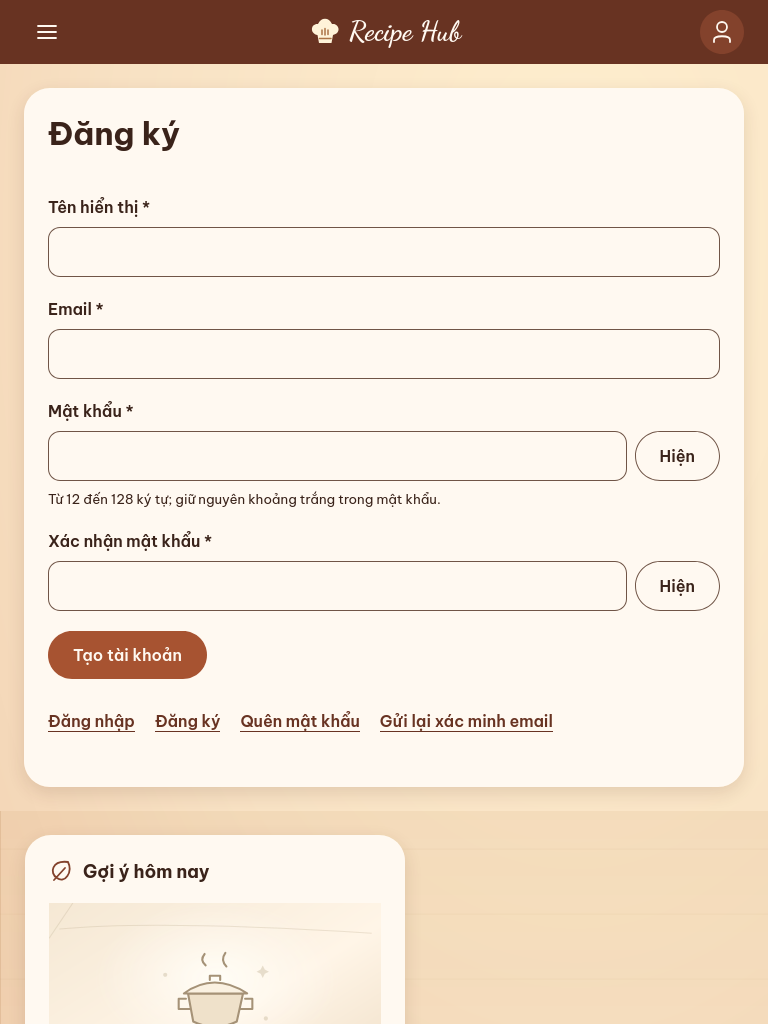 Recipe Hub
Đăng ký
Tên hiển thị *
Email *
Mật khẩu *
Hiện
Từ 12 đến 128 ký tự; giữ nguyên khoảng trắng trong mật khẩu.
Xác nhận mật khẩu *
Hiện
Tạo tài khoản
Đăng nhập Đăng ký Quên mật khẩu Gửi lại xác minh email
Gợi ý hôm nay